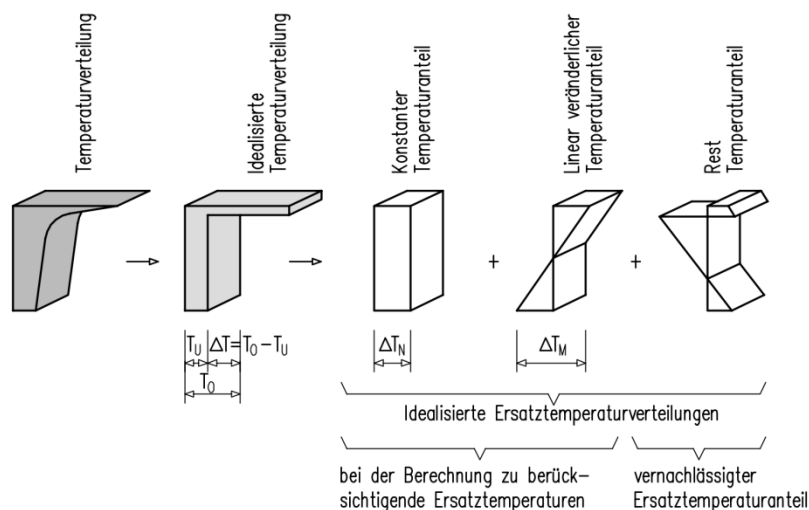 Temperaturverteilung
Idealisierte
Temperaturverteilung
Konstanter
Temperaturanteil
Linear veränderlicher
Temperaturanteil
Rest
Temperaturanteil
+
+
T_U
ΔT=T_O-T_U
T_O
ΔT_N
ΔT_M
Idealisierte Ersatztemperaturverteilungen
bei der Berechnung zu berück-
sichtigende Ersatztemperaturen
vernachlässigter
Ersatztemperaturanteil